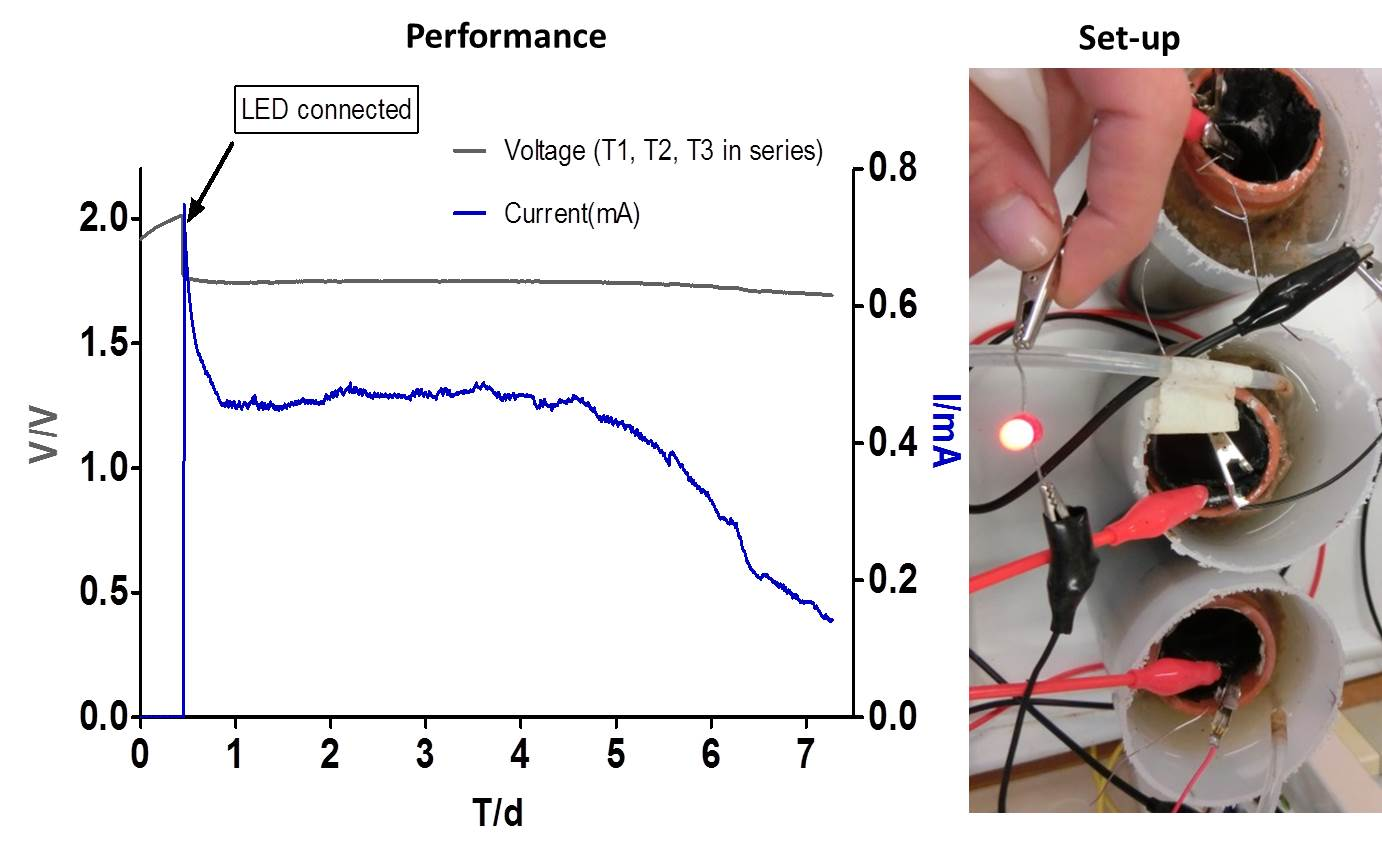 Performance
Set-up
LED connected
Voltage (T1, T2, T3 in series)
Current(mA)
V/V
2.0
1.5
1.0
0.5
0.0
0.8
0.6
0.4
0.2
0.0
I/mA
0 1 2 3 4 5 6 7
T/d